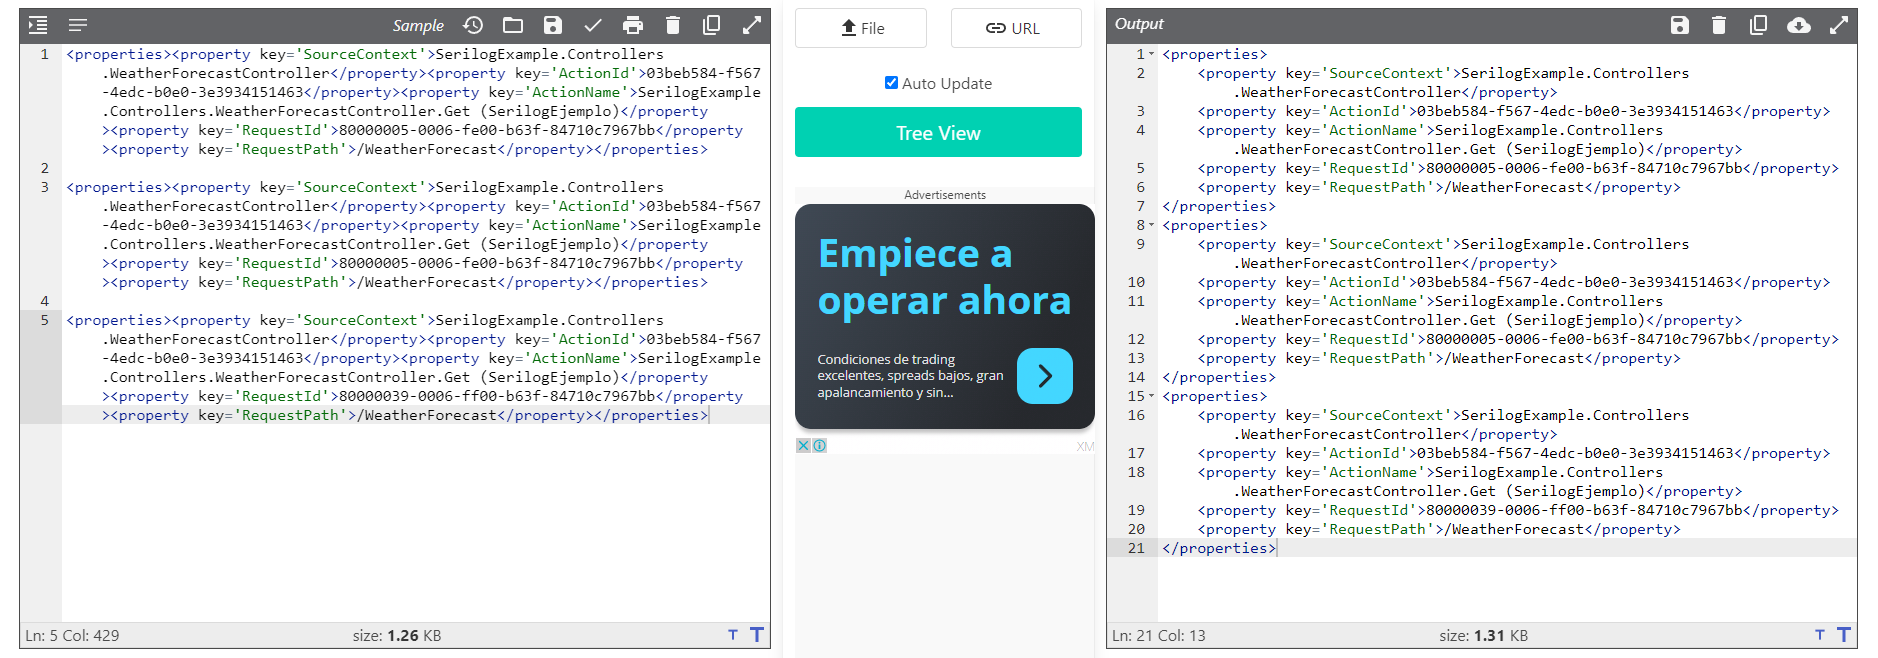 Sample
1 <properties><property key='SourceContext'>SerilogExample.Controllers
.WeatherForecastController</property><property key='ActionId'>03beb584-f567
-4edc-b0e0-3e3934151463</property><property key='ActionName'>SerilogExample
.Controllers.WeatherForecastController.Get (SerilogEjemplo)</property
><property key='RequestId'>80000005-0006-fe00-b63f-84710c7967bb</property
><property key='RequestPath'>/WeatherForecast</property></properties>
2
3 <properties><property key='SourceContext'>SerilogExample.Controllers
.WeatherForecastController</property><property key='ActionId'>03beb584-f567
-4edc-b0e0-3e3934151463</property><property key='ActionName'>SerilogExample
.Controllers.WeatherForecastController.Get (SerilogEjemplo)</property
><property key='RequestId'>80000005-0006-fe00-b63f-84710c7967bb</property
><property key='RequestPath'>/WeatherForecast</property></properties>
4
5 <properties><property key='SourceContext'>SerilogExample.Controllers
.WeatherForecastController</property><property key='ActionId'>03beb584-f567
-4edc-b0e0-3e3934151463</property><property key='ActionName'>SerilogExample
.Controllers.WeatherForecastController.Get (SerilogEjemplo)</property
><property key='RequestId'>80000039-0006-ff00-b63f-84710c7967bb</property
><property key='RequestPath'>/WeatherForecast</property></properties>
Ln: 5 Col: 429 size: 1.26 KB T T
File URL
Auto Update
Tree View
Advertisements
Empiece a
operar ahora
Condiciones de trading
excelentes, spreads bajos, gran
apalancamiento y sin...
XM
Output
1 <properties>
2 <property key='SourceContext'>SerilogExample.Controllers
.WeatherForecastController</property>
3 <property key='ActionId'>03beb584-f567-4edc-b0e0-3e3934151463</property>
4 <property key='ActionName'>SerilogExample.Controllers
.WeatherForecastController.Get (SerilogEjemplo)</property>
5 <property key='RequestId'>80000005-0006-fe00-b63f-84710c7967bb</property>
6 <property key='RequestPath'>/WeatherForecast</property>
7 </properties>
8 <properties>
9 <property key='SourceContext'>SerilogExample.Controllers
.WeatherForecastController</property>
10 <property key='ActionId'>03beb584-f567-4edc-b0e0-3e3934151463</property>
11 <property key='ActionName'>SerilogExample.Controllers
.WeatherForecastController.Get (SerilogEjemplo)</property>
12 <property key='RequestId'>80000005-0006-fe00-b63f-84710c7967bb</property>
13 <property key='RequestPath'>/WeatherForecast</property>
14 </properties>
15 <properties>
16 <property key='SourceContext'>SerilogExample.Controllers
.WeatherForecastController</property>
17 <property key='ActionId'>03beb584-f567-4edc-b0e0-3e3934151463</property>
18 <property key='ActionName'>SerilogExample.Controllers
.WeatherForecastController.Get (SerilogEjemplo)</property>
19 <property key='RequestId'>80000039-0006-ff00-b63f-84710c7967bb</property>
20 <property key='RequestPath'>/WeatherForecast</property>
21 </properties>
Ln: 21 Col: 13 size: 1.31 KB T T